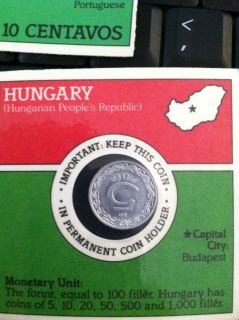 Portuguese
10 CENTAVOS
<
,
HUNGARY
(Hungarian People's Republic)
• IMPORTANT: KEEP THIS COIN •
IN PERMANENT COIN HOLDER
5
FILLÉR
★Capital
City:
Budapest
Monetary Unit:
The forint, equal to 100 fillér. Hungary has
coins of 5, 10, 20, 50, 500 and 1,000 fillér.